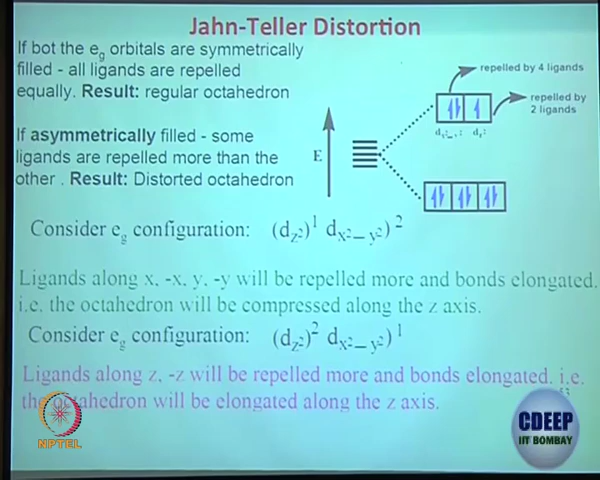 Jahn-Teller Distortion
If bot the eg orbitals are symmetrically
filled - all ligands are repelled
equally. Result: regular octahedron
If asymmetrically filled - some
ligands are repelled more than the
other . Result: Distorted octahedron
repelled by 4 ligands
repelled by
2 ligands
dx²–y² dz²
E
Consider eg configuration: (dz²)¹ dx²–y²)²
Ligands along x, -x, y, -y will be repelled more and bonds elongated.
i.e. the octahedron will be compressed along the z axis.
Consider eg configuration: (dz²)² dx²–y²)¹
Ligands along z, -z will be repelled more and bonds elongated. i.e.
the octahedron will be elongated along the z axis.
NPTEL
CDEEP
IIT BOMBAY